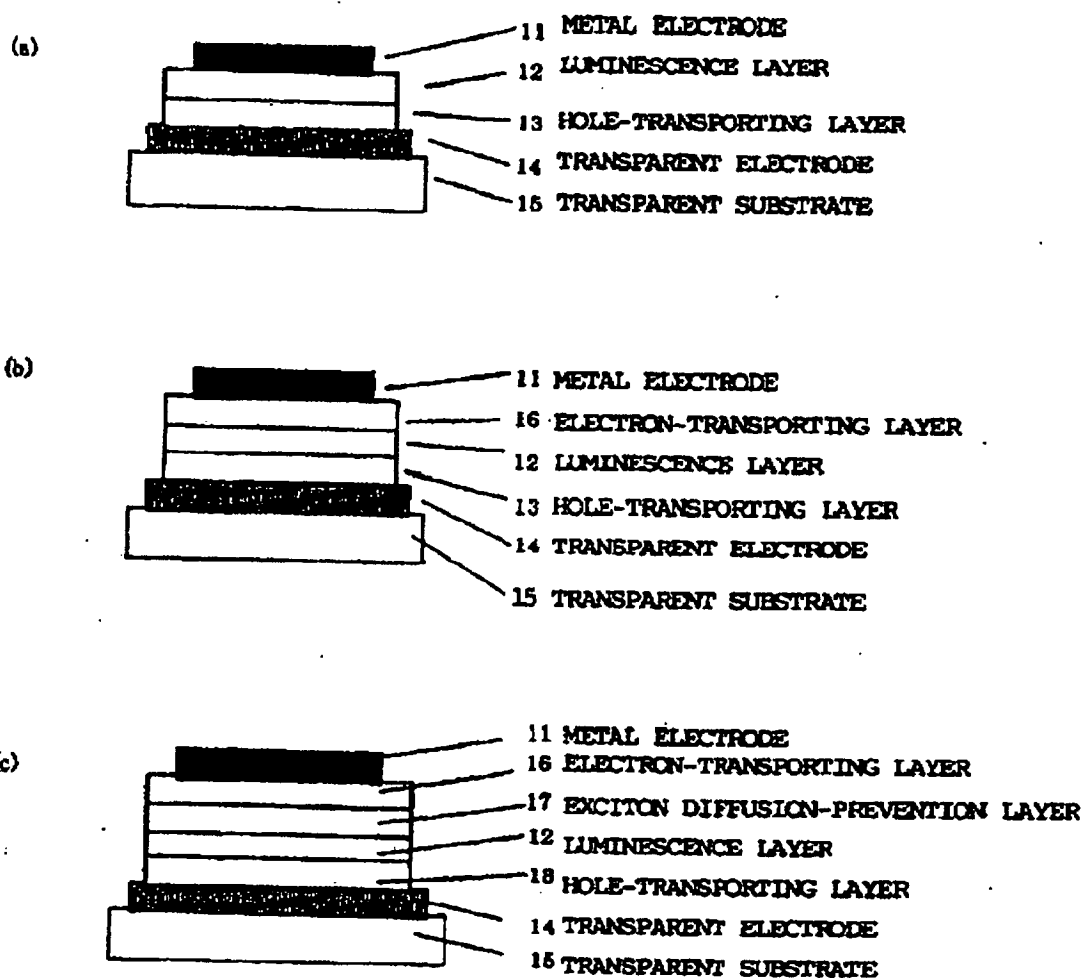 (a)
11 METAL ELECTRODE
12 LUMINESCENCE LAYER
13 HOLE-TRANSPORTING LAYER
14 TRANSPARENT ELECTRODE
15 TRANSPARENT SUBSTRATE
(b)
11 METAL ELECTRODE
16 ELECTRON-TRANSPORTING LAYER
12 LUMINESCENCE LAYER
13 HOLE-TRANSPORTING LAYER
14 TRANSPARENT ELECTRODE
15 TRANSPARENT SUBSTRATE
(c)
11 METAL ELECTRODE
16 ELECTRON-TRANSPORTING LAYER
17 EXCITON DIFFUSION-PREVENTION LAYER
12 LUMINESCENCE LAYER
13 HOLE-TRANSPORTING LAYER
14 TRANSPARENT ELECTRODE
15 TRANSPARENT SUBSTRATE